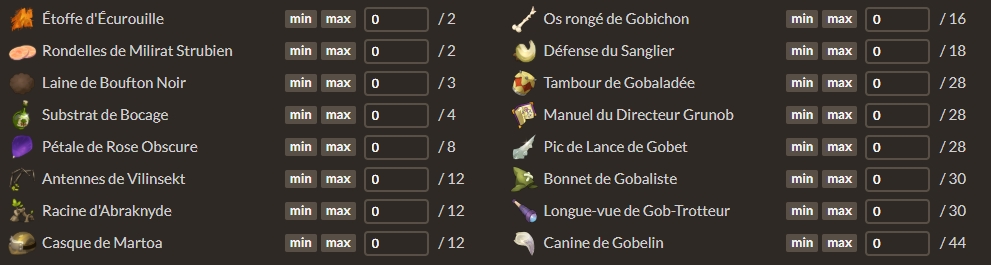 Étoffe d'Écurouille min max 0 / 2
Rondelles de Milirat Strubien min max 0 / 2
Laine de Boufton Noir min max 0 / 3
Substrat de Bocage min max 0 / 4
Pétale de Rose Obscure min max 0 / 8
Antennes de Vilinsekt min max 0 / 12
Racine d'Abraknyde min max 0 / 12
Casque de Martoa min max 0 / 12
Os rongé de Gobichon min max 0 / 16
Défense du Sanglier min max 0 / 18
Tambour de Gobaladée min max 0 / 28
Manuel du Directeur Grunob min max 0 / 28
Pic de Lance de Gobet min max 0 / 28
Bonnet de Gobaliste min max 0 / 30
Longue-vue de Gob-Trotteur min max 0 / 30
Canine de Gobelin min max 0 / 44